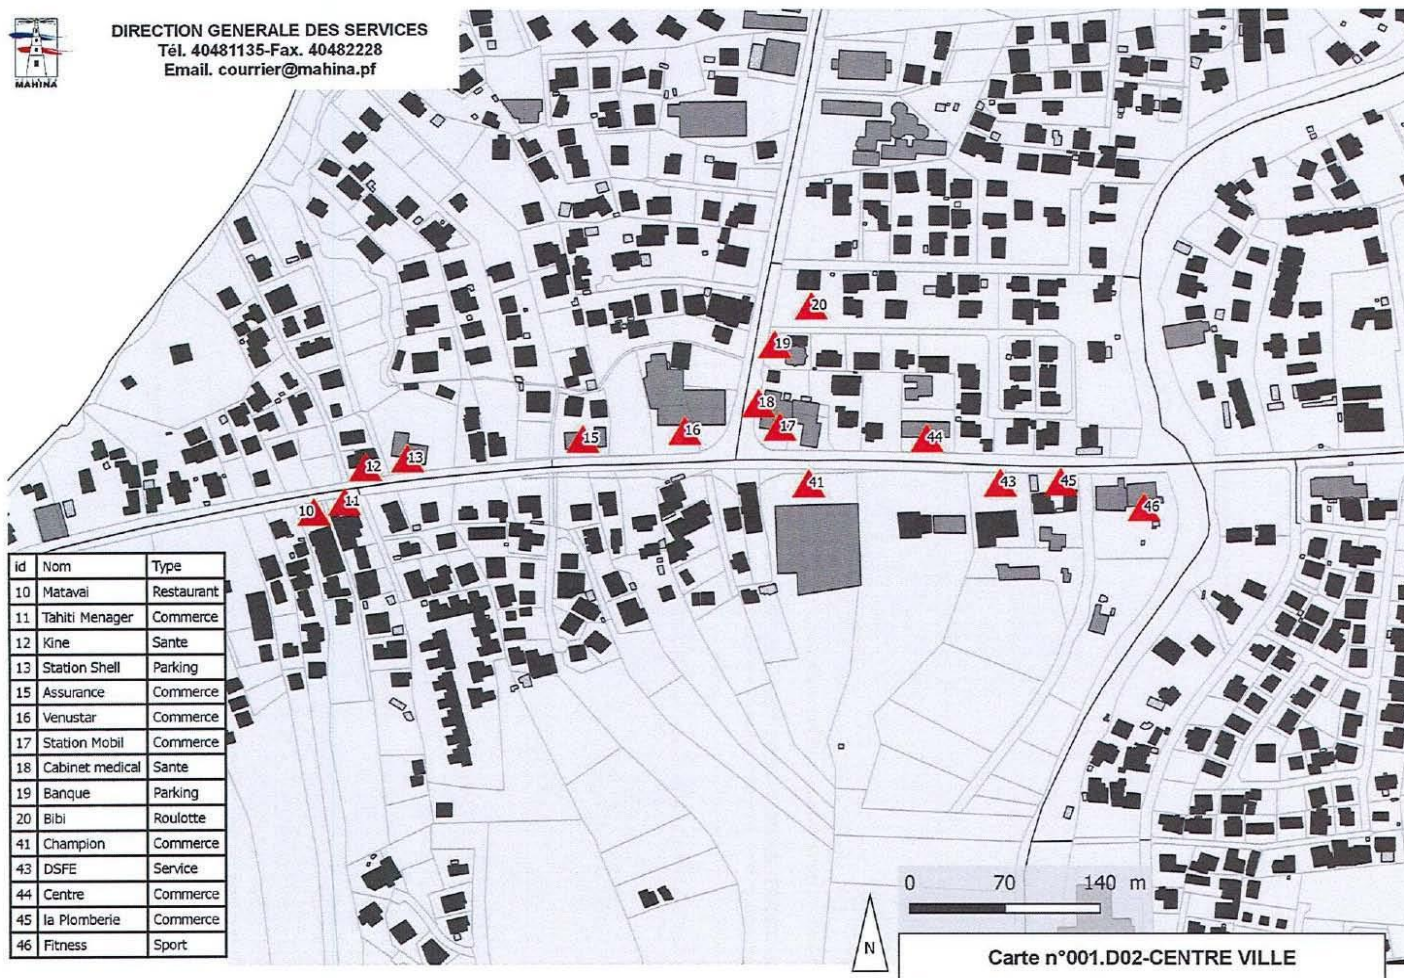 MAHINA
DIRECTION GENERALE DES SERVICES
Tél. 40481135-Fax. 40482228
Email. courrier@mahina.pf
20
19
18
17
16
15
44
13
12
41
43
45
46
11
10
id Nom Type
10 Matavai Restaurant
11 Tahiti Menager Commerce
12 Kine Sante
13 Station Shell Parking
15 Assurance Commerce
16 Venustar Commerce
17 Station Mobil Commerce
18 Cabinet medical Sante
19 Banque Parking
20 Bibi Roulotte
41 Champion Commerce
43 DSFE Service
44 Centre Commerce
45 la Plomberie Commerce
46 Fitness Sport
0 70 140 m
N
Carte n°001.D02-CENTRE VILLE